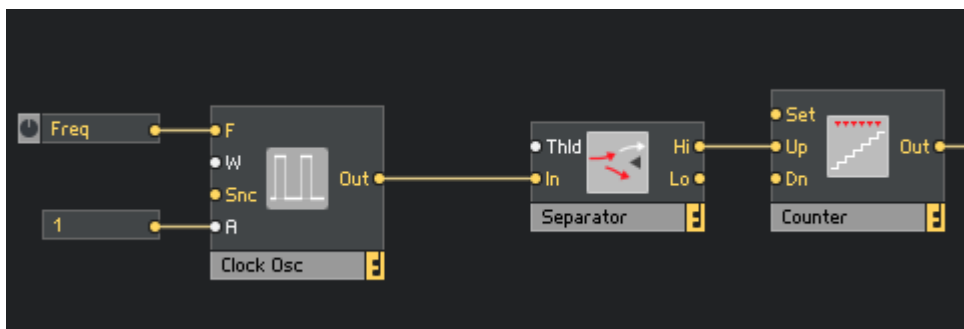 Freq
F
W
Snc
A
Out
1
Clock Osc
Thld
In
Hi
Lo
Separator
Set
Up
Dn
Out
Counter